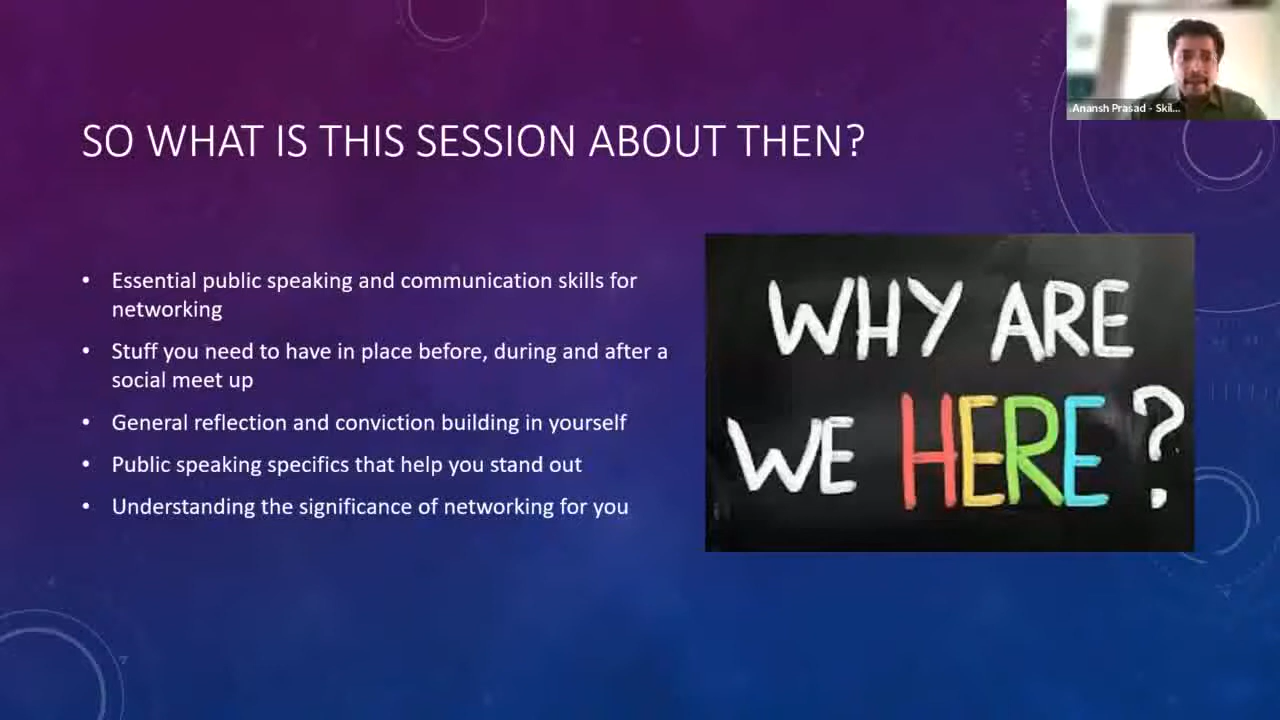 Anansh Prasad - Skil...
SO WHAT IS THIS SESSION ABOUT THEN?
• Essential public speaking and communication skills for
networking
• Stuff you need to have in place before, during and after a
social meet up
• General reflection and conviction building in yourself
• Public speaking specifics that help you stand out
• Understanding the significance of networking for you
WHY ARE
WE HERE?